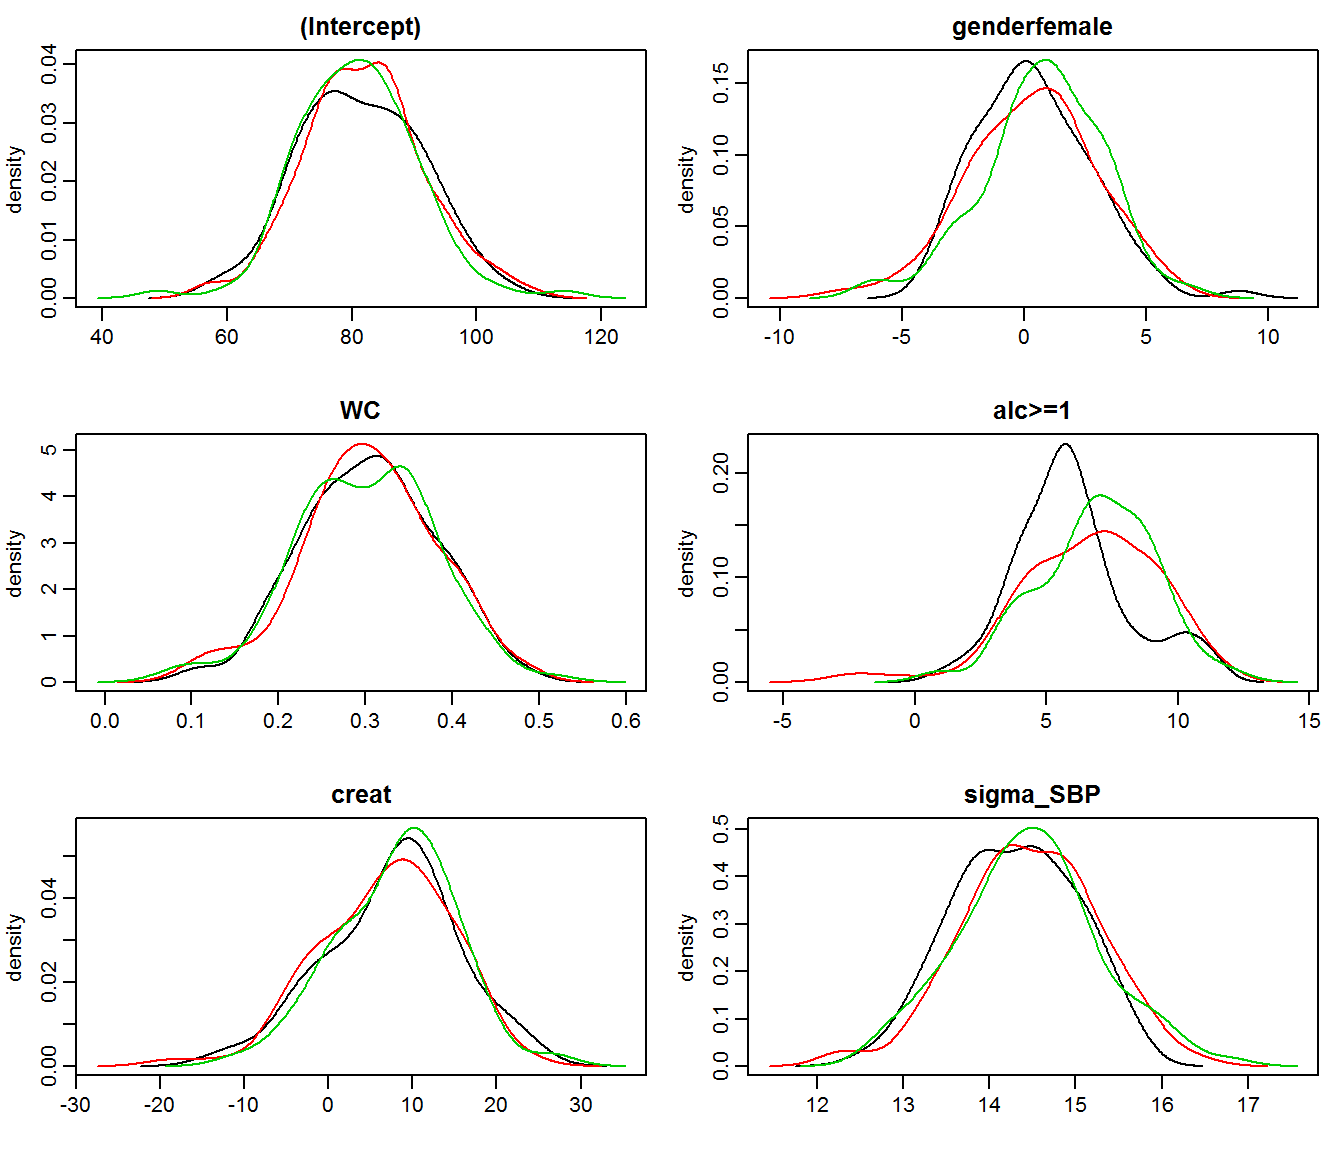 (Intercept)
density
0.00 0.01 0.02 0.03 0.04
40 60 80 100 120
genderfemale
density
0.00 0.05 0.10 0.15
-10 -5 0 5 10
WC
density
0 1 2 3 4 5
0.0 0.1 0.2 0.3 0.4 0.5 0.6
alc>=1
density
0.00 0.10 0.20
-5 0 5 10 15
creat
density
0.00 0.02 0.04
-30 -20 -10 0 10 20 30
sigma_SBP
density
0.0 0.1 0.2 0.3 0.4 0.5
12 13 14 15 16 17